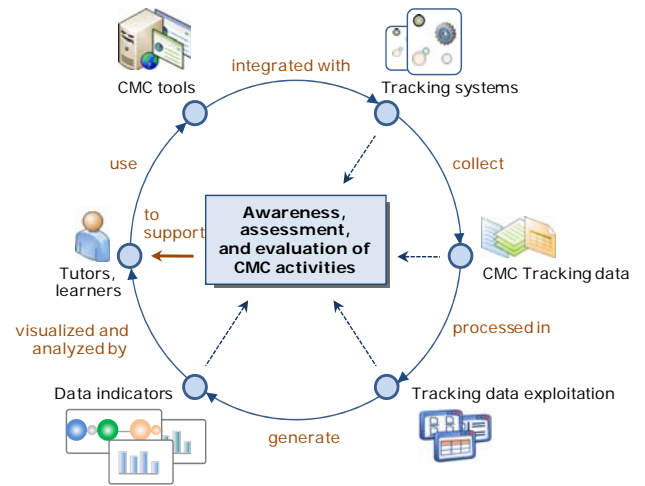 integrated with
CMC tools
Tracking systems
use
collect
to
support
Awareness,
assessment,
and evaluation of
CMC activities
Tutors,
learners
CMC Tracking data
visualized and
analyzed by
processed in
Data indicators
Tracking data exploitation
generate